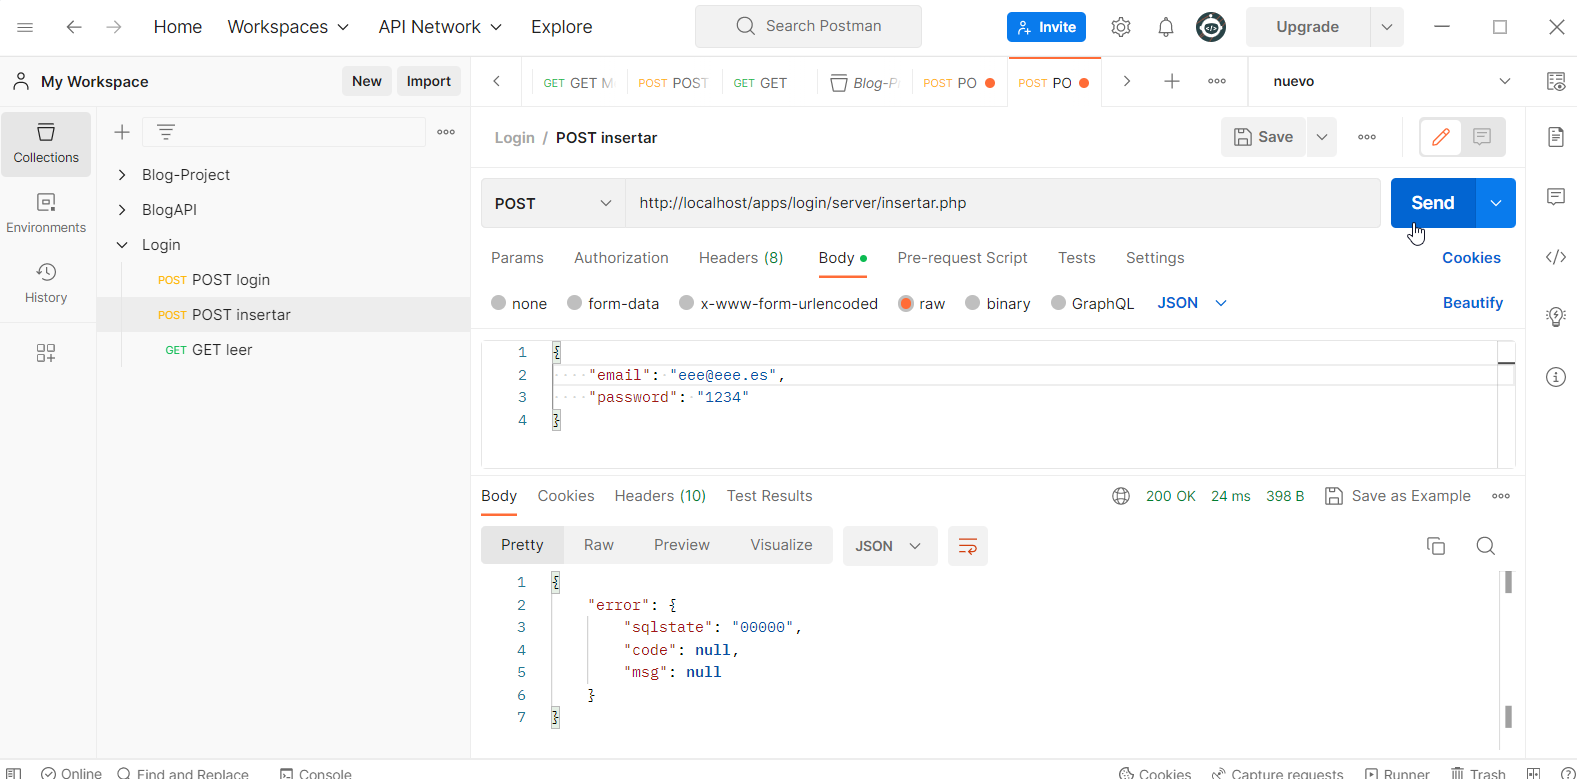 Home Workspaces API Network Explore Search Postman Invite Upgrade
My Workspace New Import GET GET M POST POST GET GET Blog-P POST PO POST PO nuevo
Login / POST insertar Save
Collections
Environments
History
Blog-Project
BlogAPI
Login
POST POST login
POST POST insertar
GET GET leer
POST http://localhost/apps/login/server/insertar.php Send
Params Authorization Headers (8) Body Pre-request Script Tests Settings Cookies
none form-data x-www-form-urlencoded raw binary GraphQL JSON Beautify
1 {
2 "email": "eee@eee.es",
3 "password": "1234"
4 }
Body Cookies Headers (10) Test Results 200 OK 24 ms 398 B Save as Example
Pretty Raw Preview Visualize JSON
1 {
2 "error": {
3 "sqlstate": "00000",
4 "code": null,
5 "msg": null
6 }
7 }
Online Find and Replace Console Cookies Capture requests Runner Trash